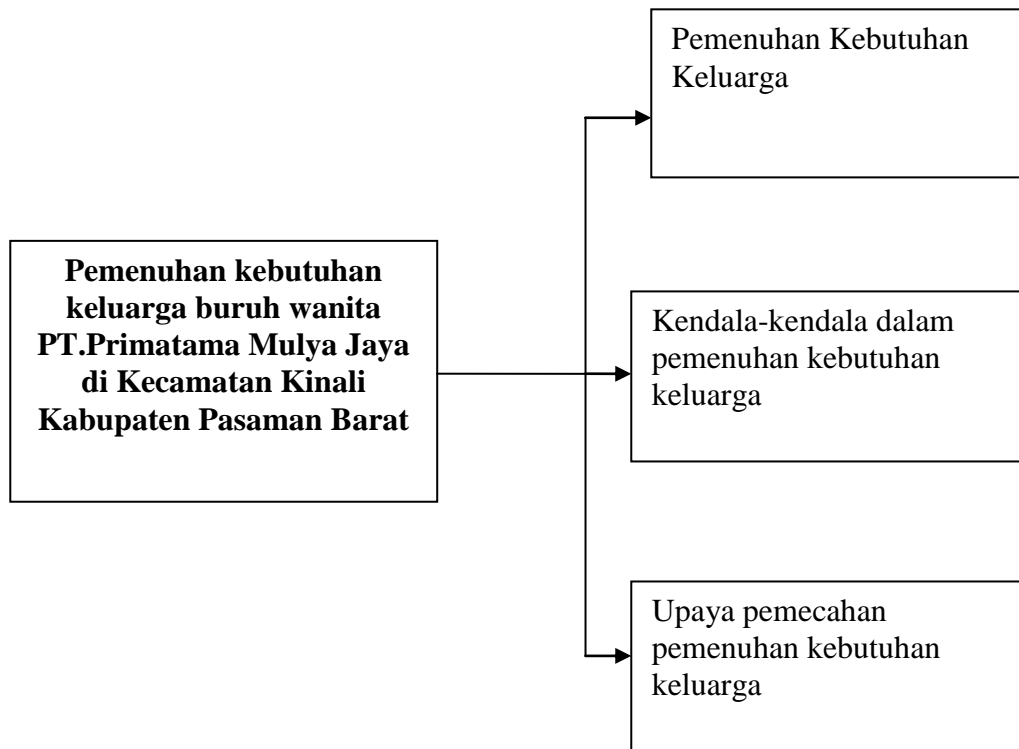 Pemenuhan Kebutuhan
Keluarga
Pemenuhan kebutuhan
keluarga buruh wanita
PT.Primatama Mulya Jaya
di Kecamatan Kinali
Kabupaten Pasaman Barat
Kendala-kendala dalam
pemenuhan kebutuhan
keluarga
Upaya pemecahan
pemenuhan kebutuhan
keluarga